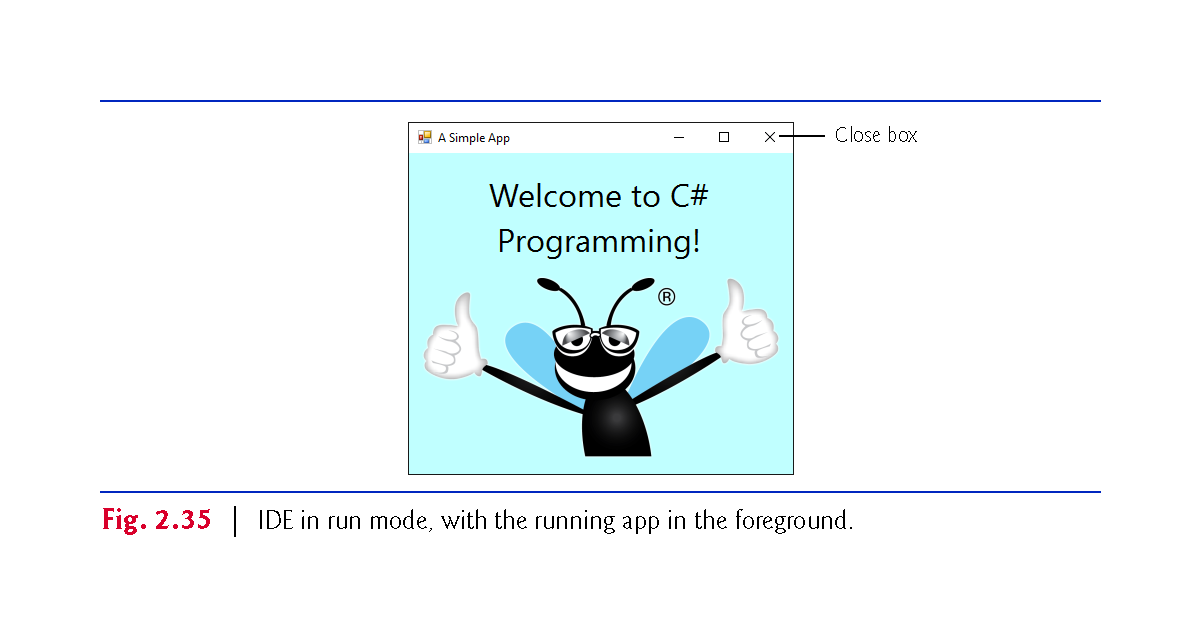 A Simple App
Close box
Welcome to C#
Programming!
®
Fig. 2.35 | IDE in run mode, with the running app in the foreground.